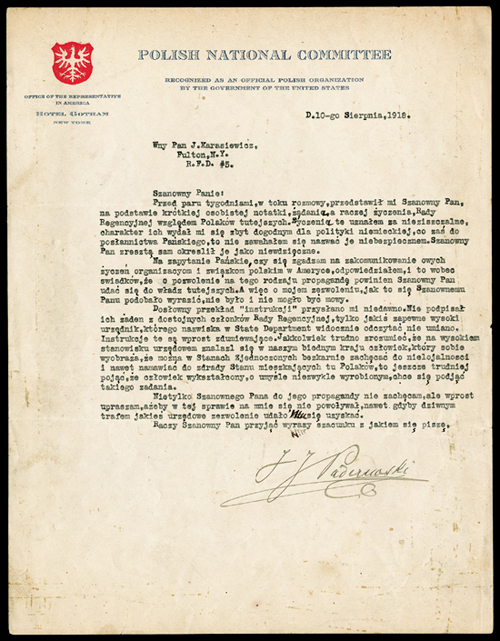 POLISH NATIONAL COMMITTEE
RECOGNIZED AS AN OFFICIAL POLISH ORGANIZATION
BY THE GOVERNMENT OF THE UNITED STATES
OFFICE OF THE REPRESENTATIVE
IN AMERICA
HOTEL GOTHAM
NEW YORK
D.10-go Sierpnia,1918.
Wny Pan J.Karasiewicz,
Fulton,N.Y.
R.F.D. #5.
Szanowny Panie:
Przed paru tygodniami,w toku rozmowy,przedstawił mi Szanowny Pan,
na podstawie krótkiej osobistej notatki,żądania,a raczej życzenia,Rady
Regencyjnej względem Polaków tutejszych.Życzenia te uznałem za nieziszczalne,
charakter ich wydał mi się zbyt dogodnym dla polityki niemieckiej,co zaś do
posłannictwa Pańskiego,to nie zawahałem się nazwać je niebezpiecznem.Szanowny
Pan zresztą sam określił je jako niewdzięczne.
Na zapytanie Pańskie,czy się zgadzam na zakomunikowanie owych
życzeń organizacyom i związkom polskim w Ameryce,odpowiedziałem,i to wobec
świadków,że o pozwolenie na tego rodzaju propagandę powinien Szanowny Pan
udać się do władz tutejszych.A więc o mojem zezwoleniu,jak to się Szanownemu
Panu podobało wyrazić,nie było i nie mogło być mowy.
Dosłowny przekład "instrukcji" przysłano mi niedawno.Nie podpisał
ich żaden z dostojnych członków Rady Regencyjnej,tylko jakiś zapewne wysoki
urzędnik,którego nazwiska w State Department widocznie odczytać nie umiano.
Instrukcje te są wprost zdumiewające.Aakkolwiek trudno zrozumieć,że na wysokiem
stanowisku urzędowem znalazł się w naszym biednym kraju człowiek,który sobie
wyobraża,że można w Stanach Zjednoczonych bezkarnie zachęcać do nielojalności
i nawet namawiać do zdrady Stanu mieszkających tu Polaków,to jeszcze trudniej
pojąć,że człowiek wykształcony,o umyśle niezwykle wyrobionym,chce się podjąć
takiego zadania.
Nietylko Szanownego Pana do jego propagandy nie zachęcam,ale wprost
upraszam,ażeby w tej sprawie na mnie się nie powoływał,nawet gdyby dziwnym
trafem jakieś urzędowe zezwolenie udało Mu się uzyskać.
Raczy Szanowny Pan przyjąć wyrazy szacunku z jakiem się piszę.
I J Paderewski